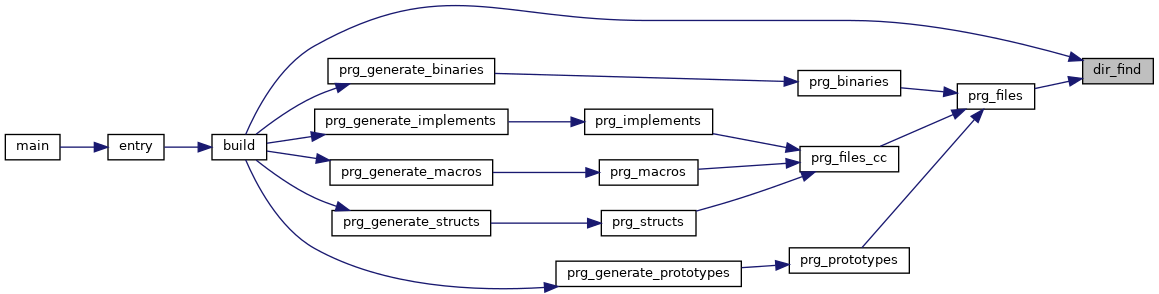 dir_find
prg_generate_binaries
prg_binaries
prg_files
prg_generate_implements
prg_implements
main
entry
build
prg_files_cc
prg_generate_macros
prg_macros
prg_generate_structs
prg_structs
prg_prototypes
prg_generate_prototypes